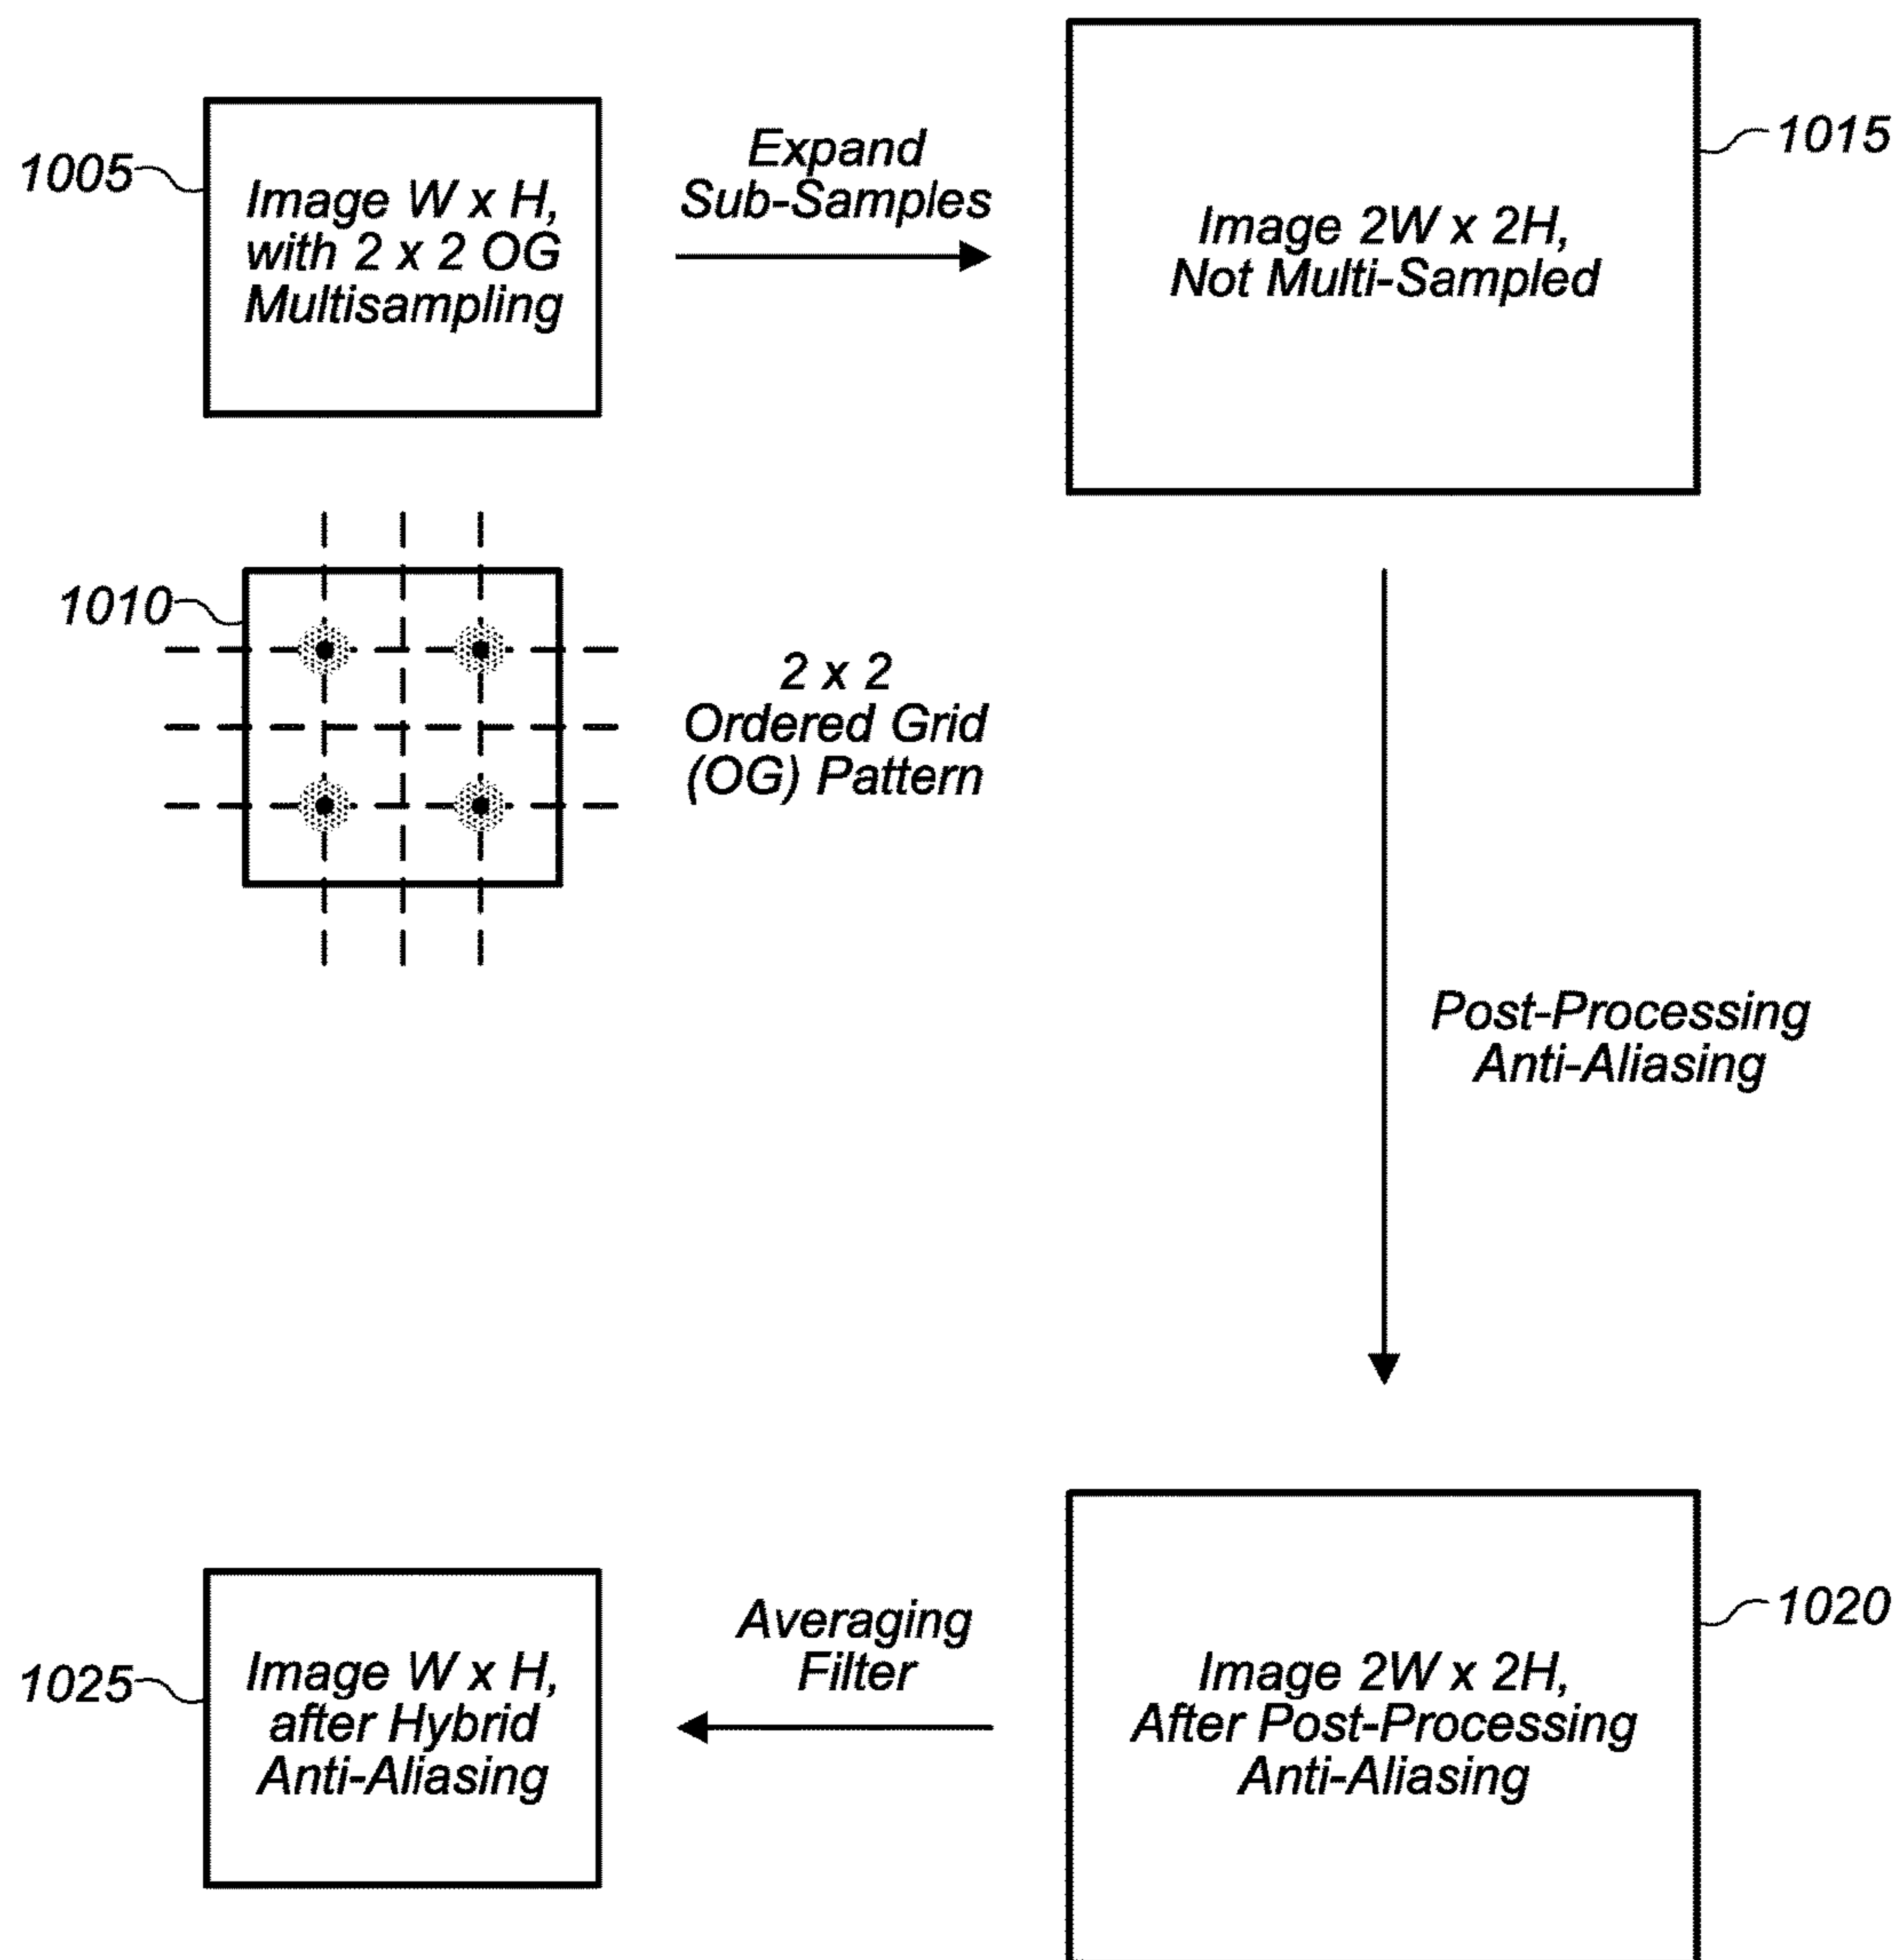 1005
Image W x H,
with 2 x 2 OG
Multisampling
Expand
Sub-Samples
Image 2W x 2H,
Not Multi-Sampled
1015
1010
2 x 2
Ordered Grid
(OG) Pattern
Post-Processing
Anti-Aliasing
1025
Image W x H,
after Hybrid
Anti-Aliasing
Averaging
Filter
Image 2W x 2H,
After Post-Processing
Anti-Aliasing
1020